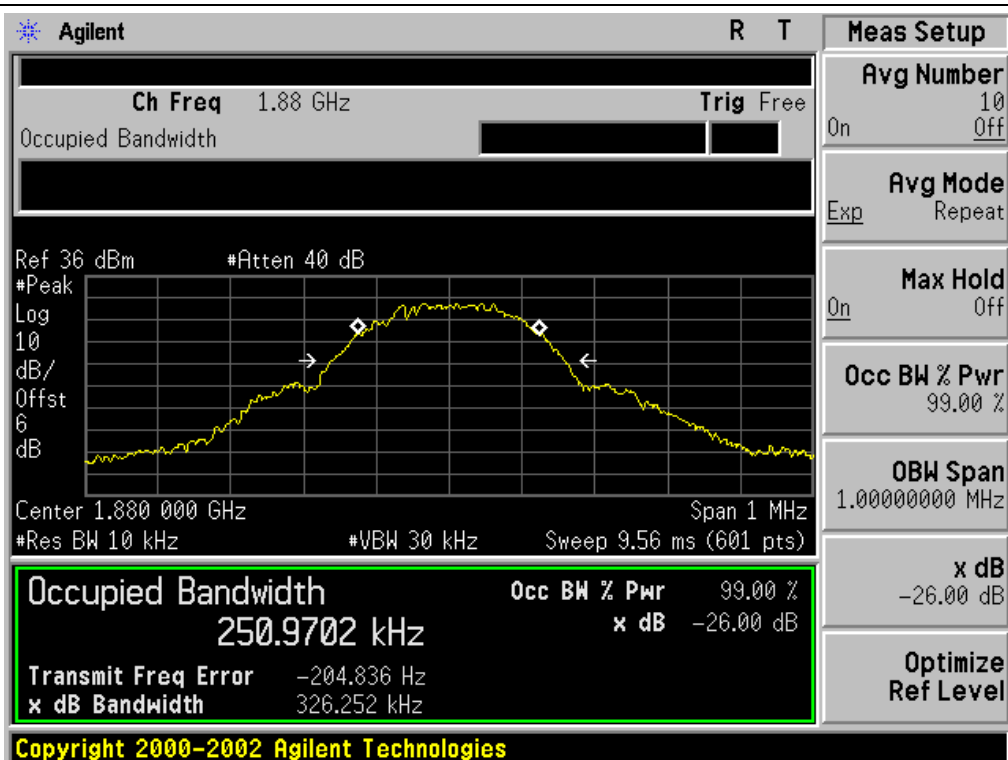 Agilent R T
Ch Freq 1.88 GHz Trig Free
Occupied Bandwidth
Ref 36 dBm #Atten 40 dB
#Peak
Log
10
dB/
Offst
6
dB
Center 1.880 000 GHz Span 1 MHz
#Res BW 10 kHz #VBW 30 kHz Sweep 9.56 ms (601 pts)
Occupied Bandwidth Occ BW % Pwr 99.00 %
250.9702 kHz x dB -26.00 dB
Transmit Freq Error -204.836 Hz
x dB Bandwidth 326.252 kHz
Copyright 2000-2002 Agilent Technologies
Meas Setup
Avg Number
10
On Off
Avg Mode
Exp Repeat
Max Hold
On Off
Occ BW % Pwr
99.00 %
OBW Span
1.00000000 MHz
x dB
-26.00 dB
Optimize
Ref Level